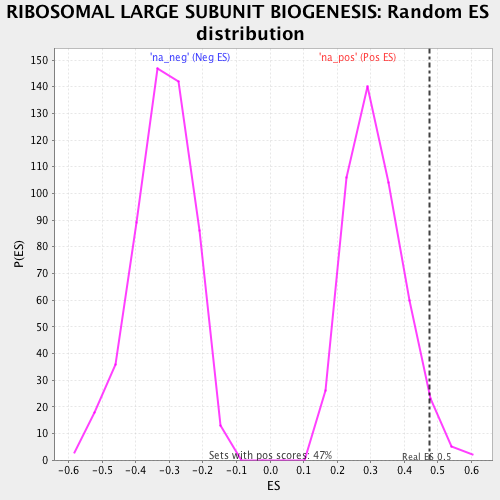 RIBOSOMAL LARGE SUBUNIT BIOGENESIS: Random ES
distribution
'na_neg' (Neg ES) 'na_pos' (Pos ES)
150
140
130
120
110
100
90
80
70
60
50
40
30
20
10
0
P(ES)
Sets with pos scores: 47%
Real ES 0.5
-0.6 -0.5 -0.4 -0.3 -0.2 -0.1 0.0 0.1 0.2 0.3 0.4 0.5 0.6
ES